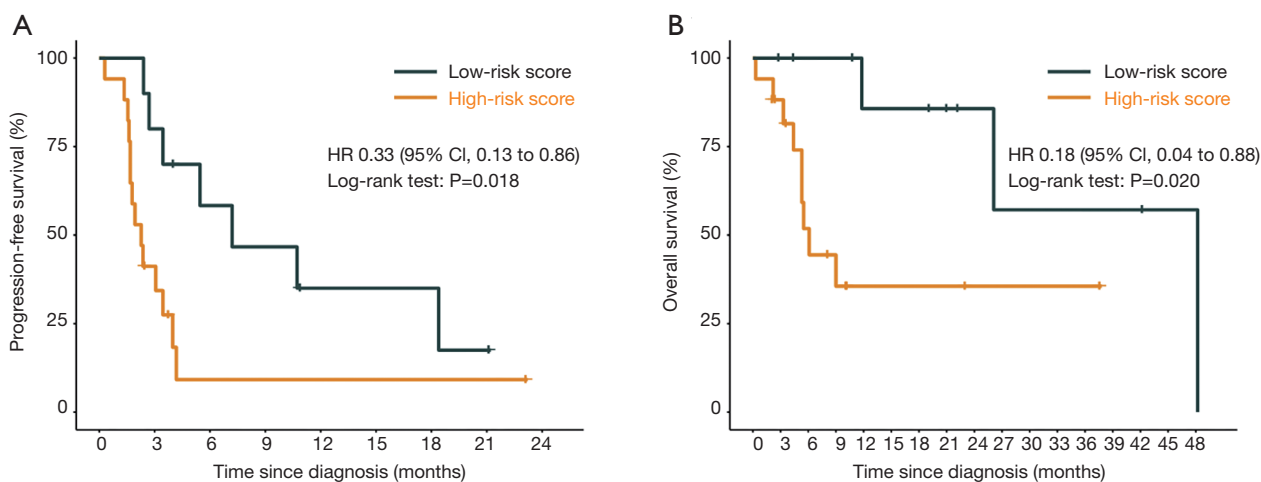 A
Progression-free survival (%)
100
75
50
25
0
Low-risk score
High-risk score
HR 0.33 (95% CI, 0.13 to 0.86)
Log-rank test: P=0.018
0 3 6 9 12 15 18 21 24
Time since diagnosis (months)
B
Overall survival (%)
100
75
50
25
0
Low-risk score
High-risk score
HR 0.18 (95% CI, 0.04 to 0.88)
Log-rank test: P=0.020
0 3 6 9 12 18 22 21 24 27 30 33 36 39 42 45 48
Time since diagnosis (months)